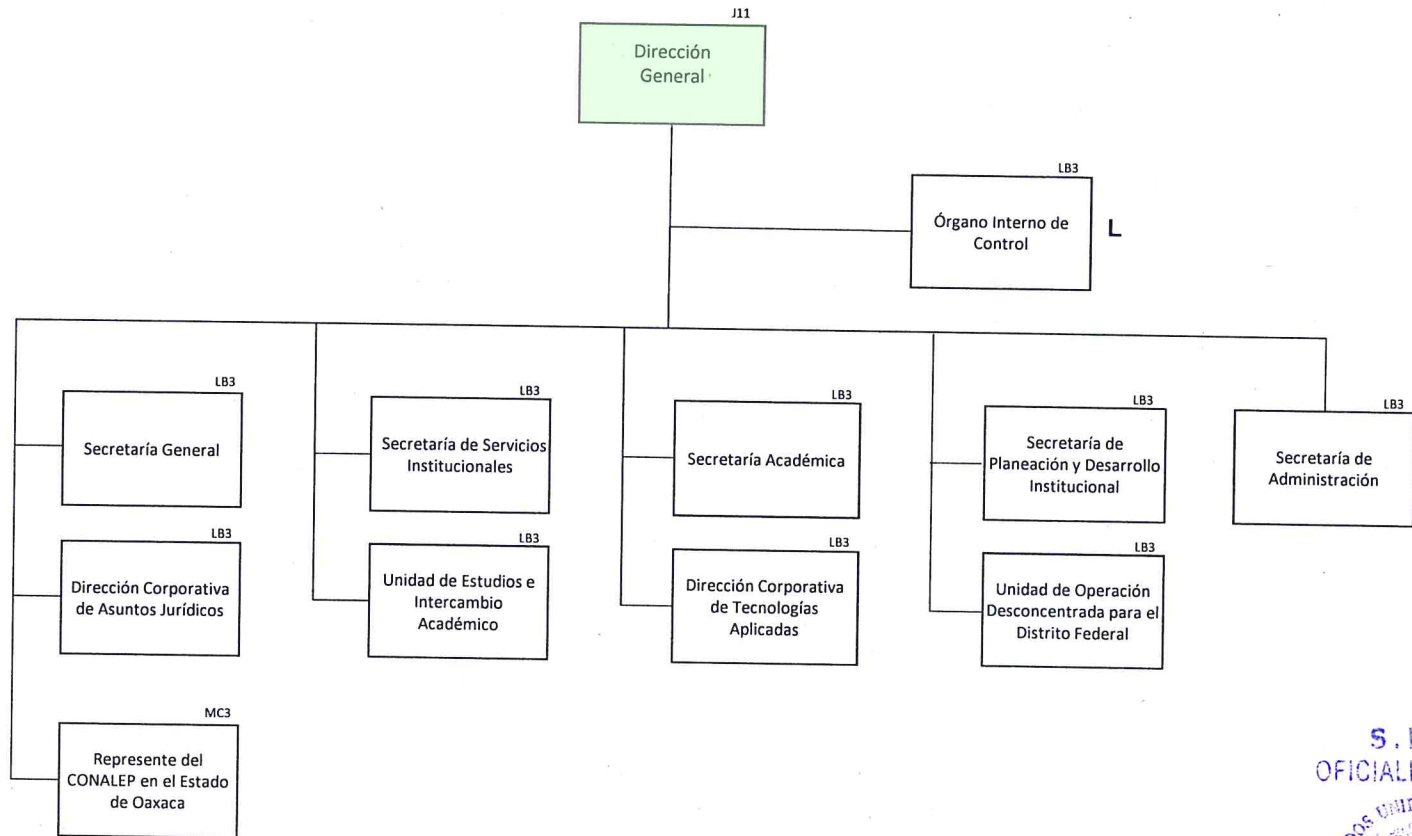 J11
Dirección
General
LB3
Órgano Interno de
Control
L
LB3
Secretaría General
LB3
Secretaría de Servicios
Institucionales
LB3
Secretaría Académica
LB3
Secretaría de
Planeación y Desarrollo
Institucional
LB3
Secretaría de
Administración
LB3
Dirección Corporativa
de Asuntos Jurídicos
LB3
Unidad de Estudios e
Intercambio
Académico
LB3
Dirección Corporativa
de Tecnologías
Aplicadas
LB3
Unidad de Operación
Desconcentrada para el
Distrito Federal
MC3
Represente del
CONALEP en el Estado
de Oaxaca
S.
OFICIAL